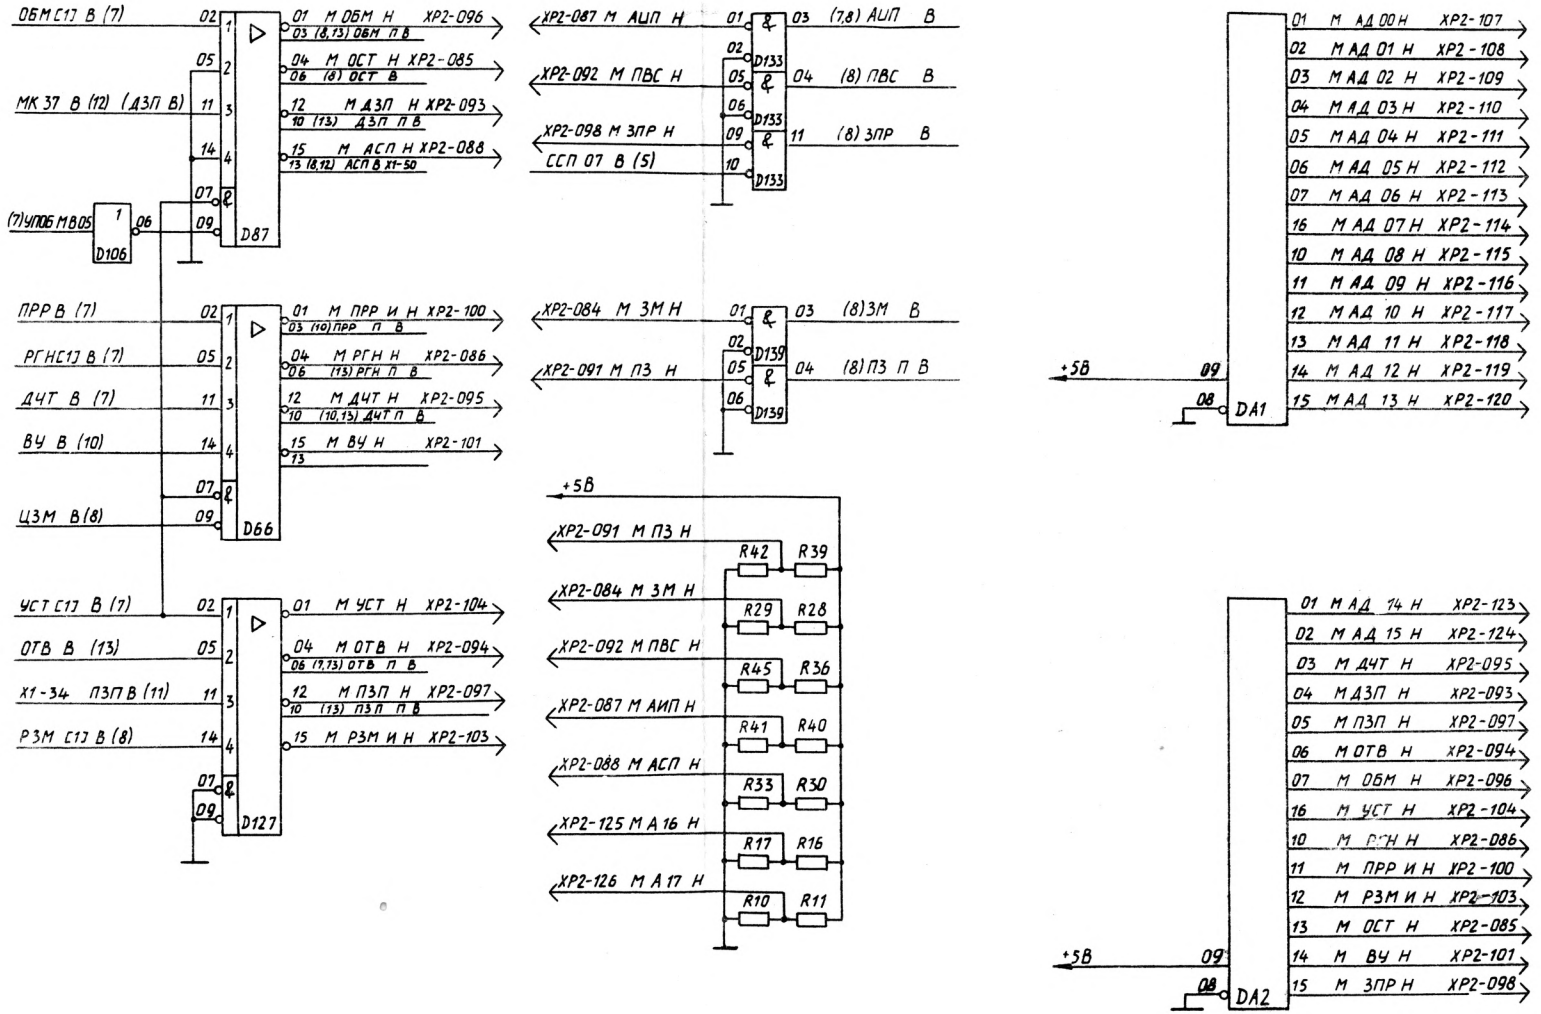 ОБМ[1] В (7)
02
1
01 М ОБМ Н ХР2-096
03 (8,13) ОБМ П В
05
2
04 М ОСТ Н ХР2-085
06 (8) ОСТ В
МК 37 В (12) (ДЗП В)
11
3
12 М ДЗП Н ХР2-093
10 (13) ДЗП П В
14
4
15 М АСП Н ХР2-088
13 (8,12) АСП В Х1-50
07
&
(7) УПОБ М В 05
1
06
D106
09
D87
ПРР В (7)
02
1
01 М ПРР И Н ХР2-100
03 (10) ПРР П В
РГН[1] В (7)
05
2
04 М РГН Н ХР2-086
06 (13) РГН П В
ДЧТ В (7)
11
3
12 М ДЧТ Н ХР2-095
10 (10,13) ДЧТ П В
ВУ В (10)
14
4
15 М ВУ Н ХР2-101
13
07
&
ЦЗМ В (8)
09
D66
УСТ[1] В (7)
02
1
01 М УСТ Н ХР2-104
ОТВ В (13)
05
2
04 М ОТВ Н ХР2-094
06 (7,13) ОТВ П В
Х1-34 ПЗП В (11)
11
3
12 М ПЗП Н ХР2-097
10 (13) ПЗП П В
РЗМ [1] В (8)
14
4
15 М РЗМ И Н ХР2-103
07
&
09
D127
ХР2-087 М АИП Н
01
&
03 (7,8) АИП В
02
D133
ХР2-092 М ПВС Н
05
&
04 (8) ПВС В
06
D133
ХР2-098 М ЗПР Н
09
&
11 (8) ЗПР В
ССП 07 В (5)
10
D133
ХР2-084 М ЗМ Н
01
&
03 (8) ЗМ В
02
D139
ХР2-091 М ПЗ Н
05
&
04 (8) ПЗ П В
06
D139
+5В
ХР2-091 М ПЗ Н
R42 R39
ХР2-084 М ЗМ Н
R29 R28
ХР2-092 М ПВС Н
R45 R36
ХР2-087 М АИП Н
R41 R40
ХР2-088 М АСП Н
R33 R30
ХР2-125 М А 16 Н
R17 R16
ХР2-126 М А 17 Н
R10 R11
01 М АД 00 Н ХР2-107
02 М АД 01 Н ХР2-108
03 М АД 02 Н ХР2-109
04 М АД 03 Н ХР2-110
05 М АД 04 Н ХР2-111
06 М АД 05 Н ХР2-112
07 М АД 06 Н ХР2-113
16 М АД 07 Н ХР2-114
10 М АД 08 Н ХР2-115
11 М АД 09 Н ХР2-116
12 М АД 10 Н ХР2-117
13 М АД 11 Н ХР2-118
+5В
09
14 М АД 12 Н ХР2-119
08
DA1
15 М АД 13 Н ХР2-120
01 М АД 14 Н ХР2-123
02 М АД 15 Н ХР2-124
03 М ДЧТ Н ХР2-095
04 М ДЗП Н ХР2-093
05 М ПЗП Н ХР2-097
06 М ОТВ Н ХР2-094
07 М ОБМ Н ХР2-096
16 М УСТ Н ХР2-104
10 М РГН Н ХР2-086
11 М ПРР И Н ХР2-100
12 М РЗМ И Н ХР2-103
13 М ОСТ Н ХР2-085
+5В
09
14 М ВУ Н ХР2-101
08
DA2
15 М ЗПР Н ХР2-098